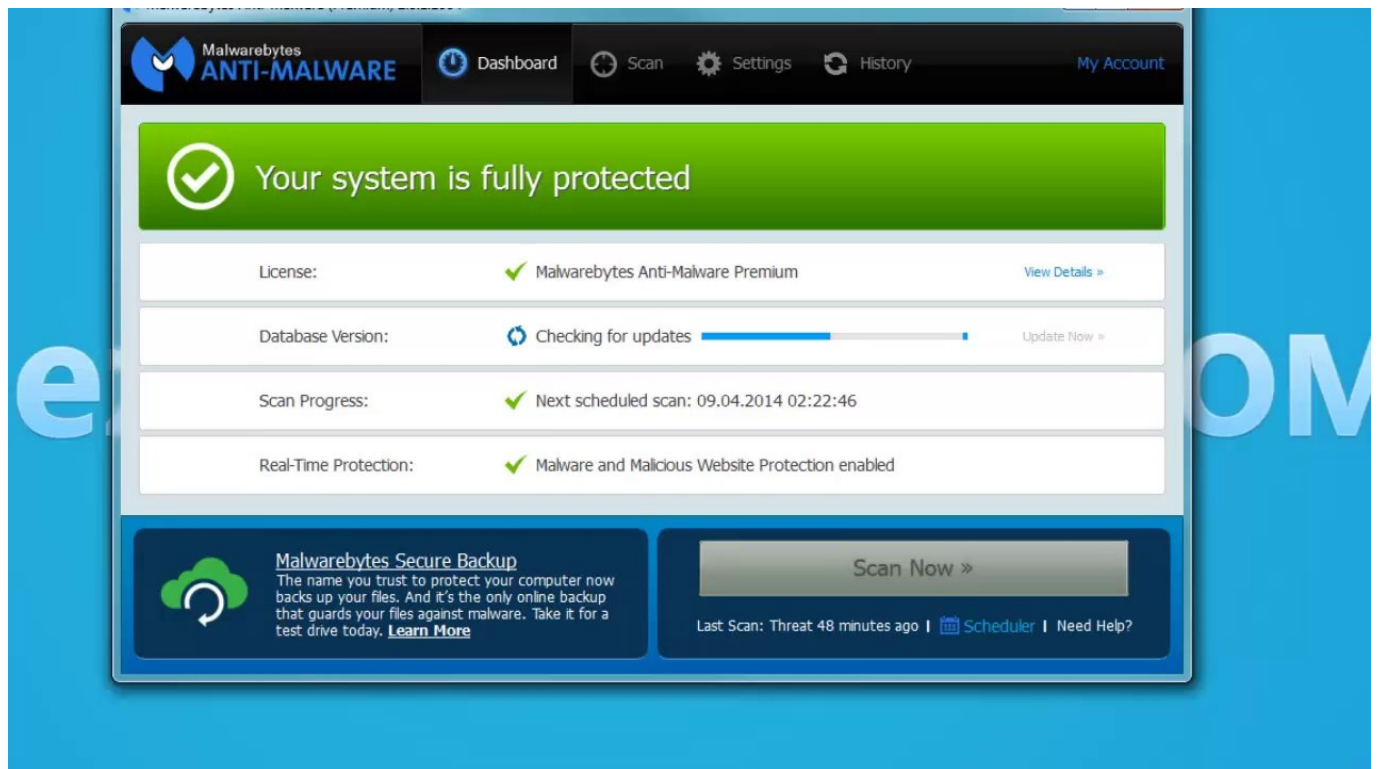 Malwarebytes
ANTI-MALWARE
Dashboard
Scan
Settings
History
My Account
Your system is fully protected
License:
Malwarebytes Anti-Malware Premium
View Details »
Database Version:
Checking for updates
Update Now »
Scan Progress:
Next scheduled scan: 09.04.2014 02:22:46
Real-Time Protection:
Malware and Malicious Website Protection enabled
Malwarebytes Secure Backup
The name you trust to protect your computer now
backs up your files. And it's the only online backup
that guards your files against malware. Take it for a
test drive today. Learn More
Scan Now »
Last Scan: Threat 48 minutes ago | Scheduler | Need Help?